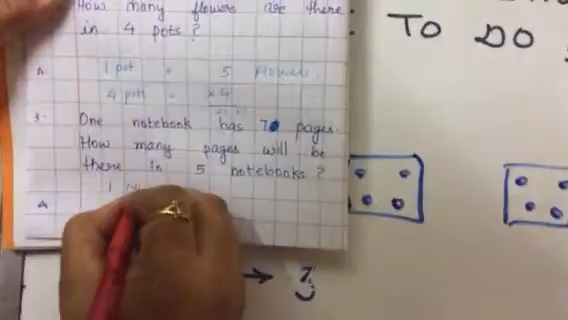 How many flowers are there
in 4 pots?
A. 1 pot = 5 flowers
4 pots = x 4
3. One notebook has 70 pages.
How many pages will be
there in 5 notebooks?
A. 1
TO DO
→ 3